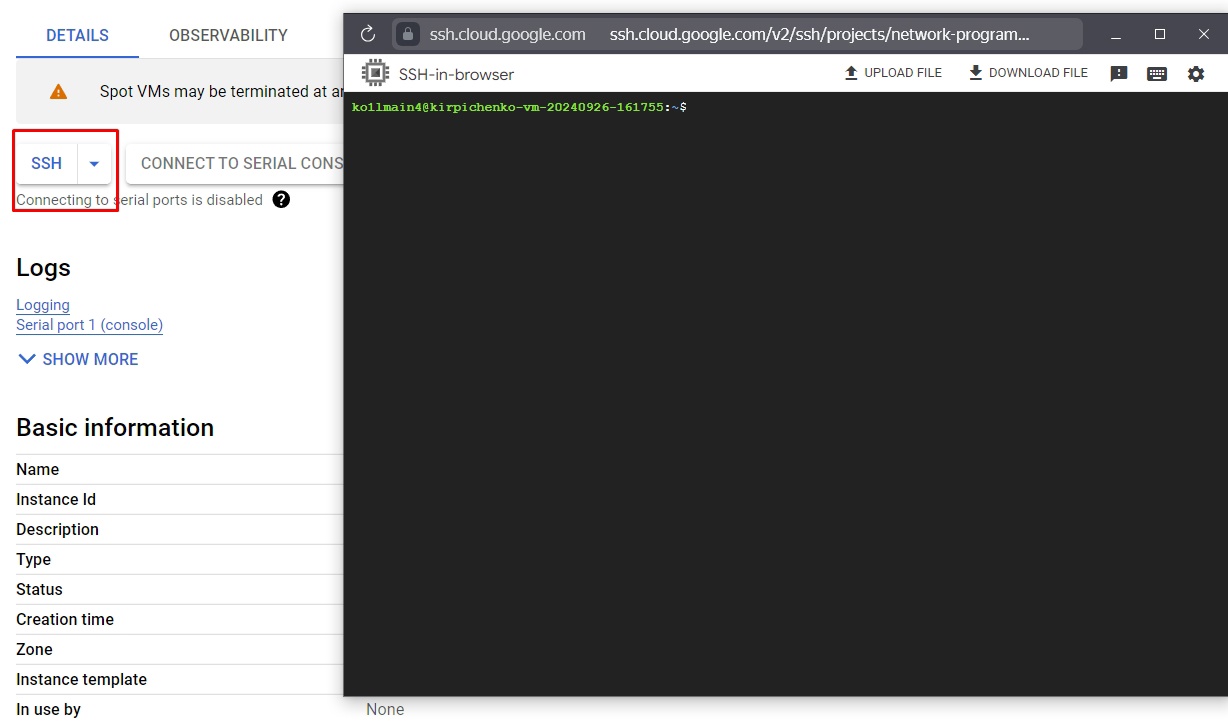 DETAILS OBSERVABILITY
Spot VMs may be terminated at
SSH CONNECT TO SERIAL CONS
Connecting to serial ports is disabled
Logs
Logging
Serial port 1 (console)
SHOW MORE
Basic information
Name
Instance Id
Description
Type
Status
Creation time
Zone
Instance template
In use by None
ssh.cloud.google.com ssh.cloud.google.com/v2/ssh/projects/network-program...
SSH-in-browser UPLOAD FILE DOWNLOAD FILE
kollmain4@kirpichenko-vm-20240926-161755:~$